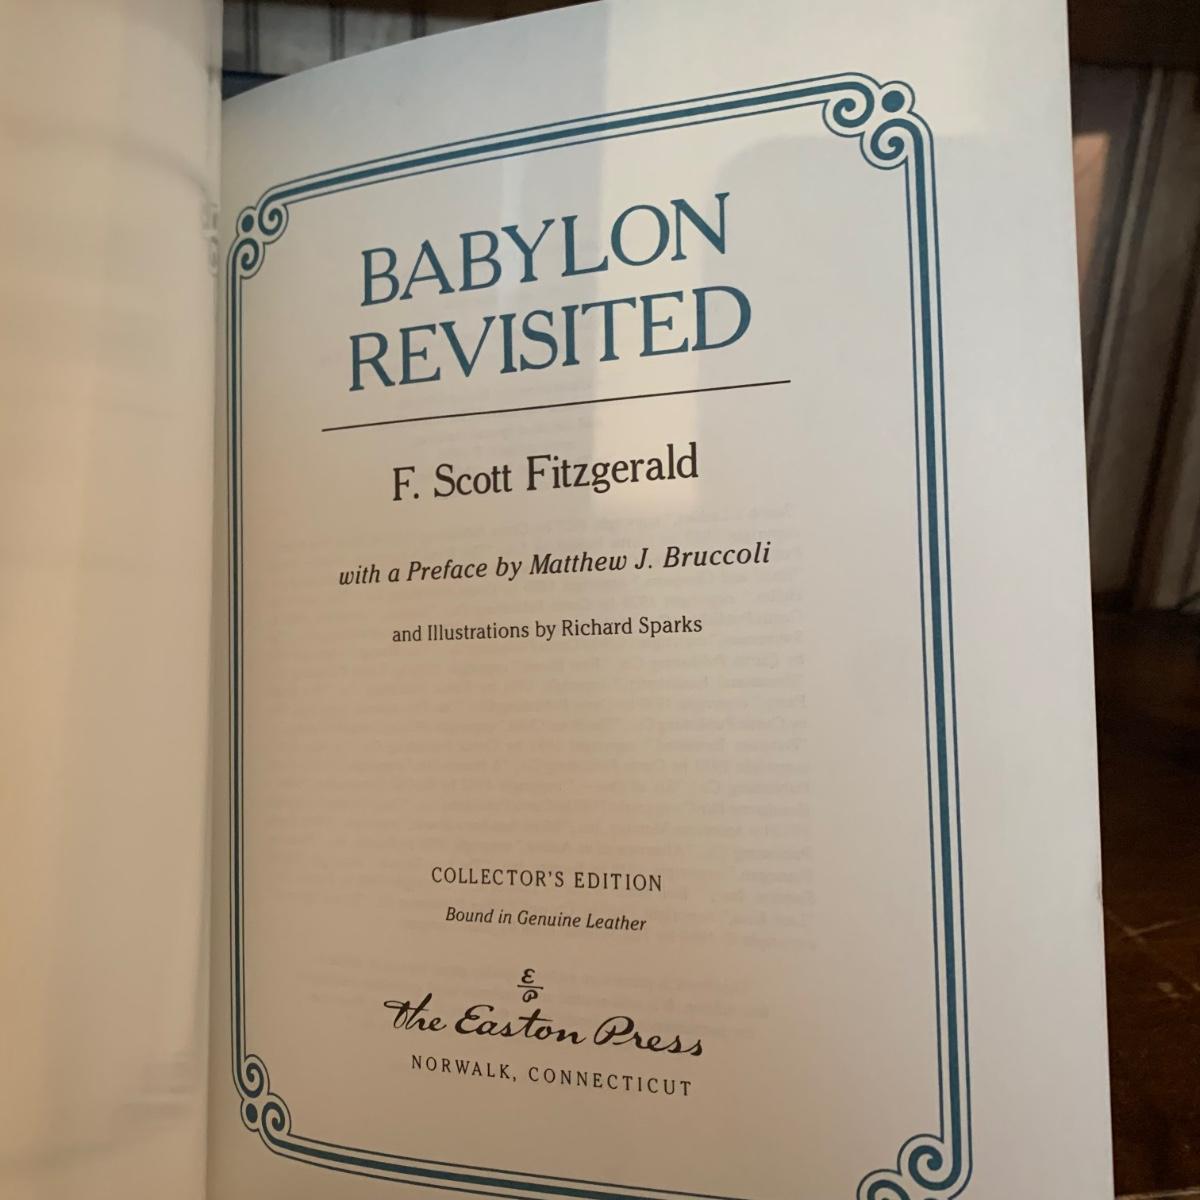 BABYLON
REVISITED
F. Scott Fitzgerald
with a Preface by Matthew J. Bruccoli
and Illustrations by Richard Sparks
COLLECTOR'S EDITION
Bound in Genuine Leather
E
P
The Easton Press
NORWALK, CONNECTICUT